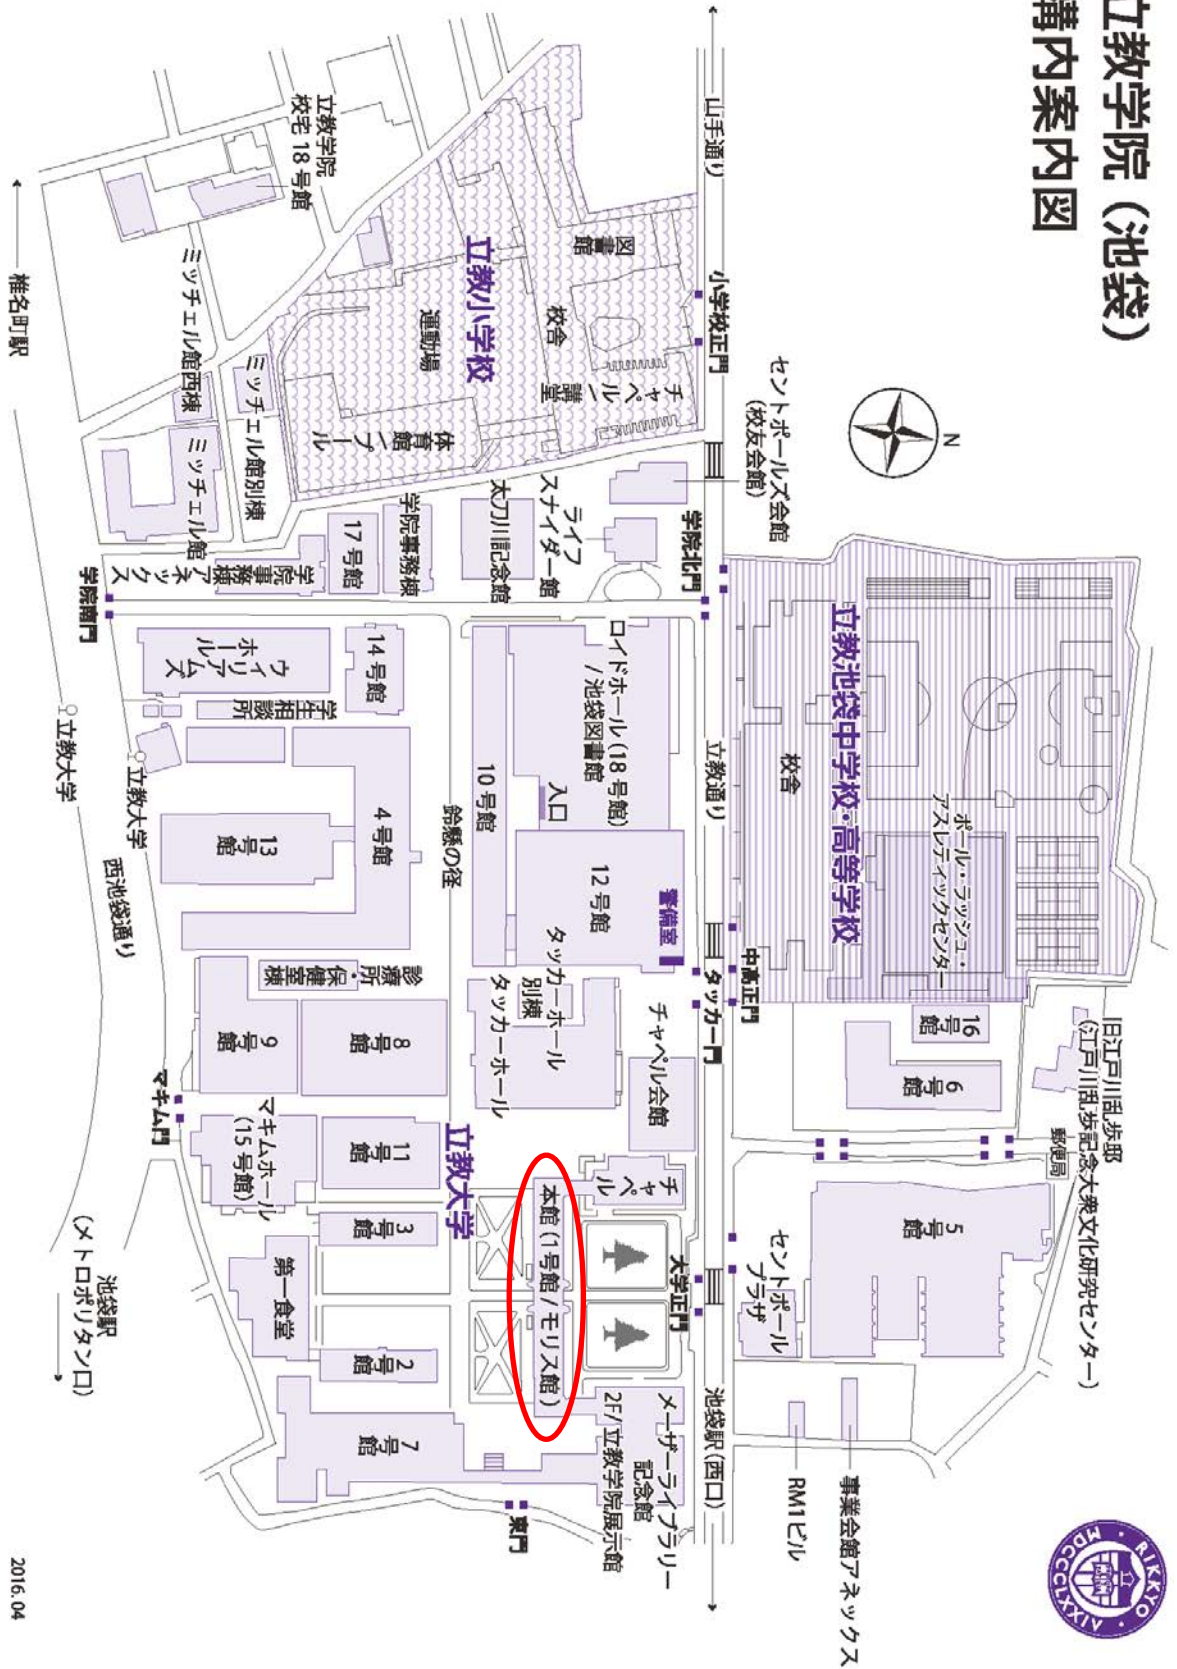 立教学院（池袋）
構内案内図
山手通り
立教学院
校宅 18 号館
図書館
立教小学校
校舎
運動場
小学校正門
チャペル/講堂
体育館/プール
椎名町駅
ミッチェル館西棟
ミッチェル館別棟
ミッチェル館
セントポールズ会館
（校友会館）
N
学院北門
ライフ
スナイダー館
太刀川記念館
学院事務棟
17 号館
学院事務棟アネックス
学院南門
立教池袋中学校・高等学校
校舎
ポール・ラッシュ・
アスレティックセンター
立教通り
ロイドホール（18 号館）
/ 池袋図書館
入口
10 号館
12 号館
警備室
14 号館
ウィリアムズ
ホール
学生相談所
4 号館
鈴懸の径
立教大学
立教大学
13
号館
西池袋通り
中高正門
タッカー門
タッカーホール
別棟
タッカーホール
チャペル会館
診療所・保健室棟
8
号館
9
号館
マキム門
16
号館
6
号館
旧江戸川乱歩邸
（江戸川乱歩記念大衆文化研究センター）
郵便局
5
号館
立教大学
11
号館
マキムホール
（15 号館）
3
号館
チャペル
本館（1号館 / モリス館）
大学正門
セントポール
プラザ
第一食堂
2
号館
7
号館
池袋駅
（メトロポリタン口）
池袋駅（西口）
メーザーライブラリー
記念館
2F/ 立教学院展示館
東門
RM1ビル
事業会館アネックス
RIKKYO・MDCCCLXXIV
2016.04